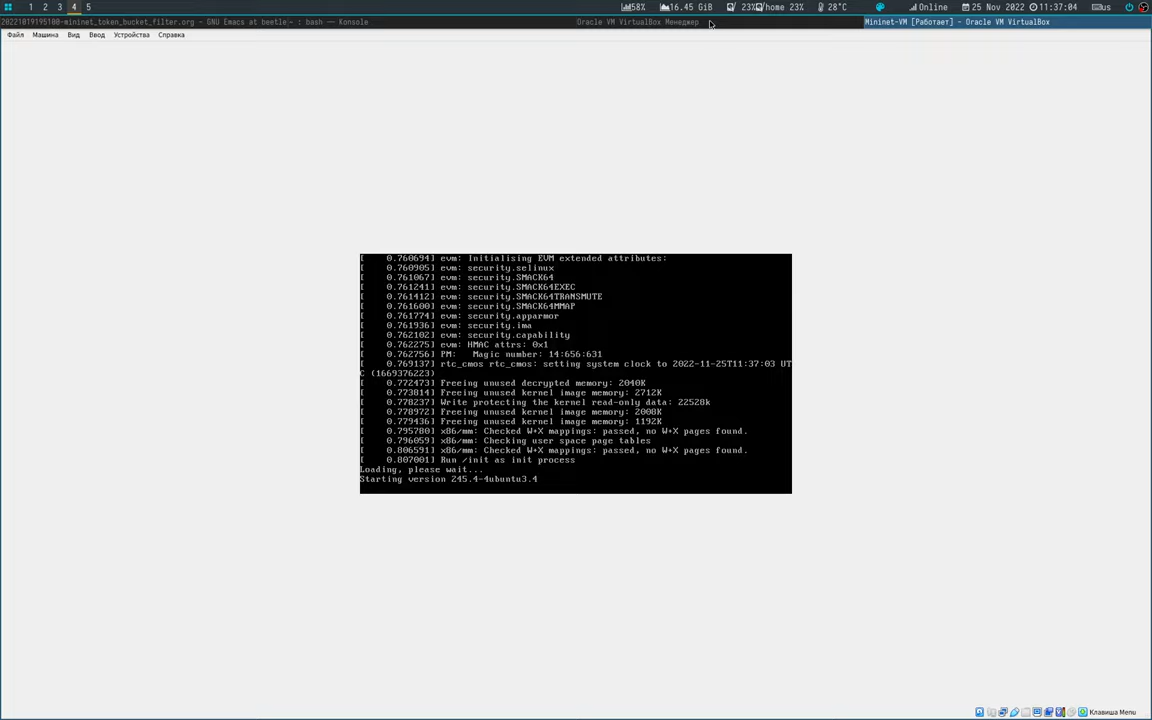 1 2 3 4 5 58% 16.45 GiB 23% /home 23% 28°C Online 25 Nov 2022 11:37:04 us
20221019195100-mininet_token_bucket_filter.org - GNU Emacs at beetle
~ : bash — Konsole
Oracle VM VirtualBox Менеджер
Mininet-VM [Работает] - Oracle VM VirtualBox
Файл Машина Вид Ввод Устройства Справка
[ 0.760694] evm: Initialising EVM extended attributes:
[ 0.760905] evm: security.selinux
[ 0.761067] evm: security.SMACK64
[ 0.761241] evm: security.SMACK64EXEC
[ 0.761412] evm: security.SMACK64TRANSMUTE
[ 0.761600] evm: security.SMACK64MMAP
[ 0.761774] evm: security.apparmor
[ 0.761936] evm: security.ima
[ 0.762102] evm: security.capability
[ 0.762275] evm: HMAC attrs: 0x1
[ 0.762756] PM: Magic number: 14:656:631
[ 0.769137] rtc_cmos rtc_cmos: setting system clock to 2022-11-25T11:37:03 UT
C (1669376223)
[ 0.772473] Freeing unused decrypted memory: 2040K
[ 0.773814] Freeing unused kernel image memory: 2712K
[ 0.778237] Write protecting the kernel read-only data: 22528k
[ 0.778972] Freeing unused kernel image memory: 2008K
[ 0.779436] Freeing unused kernel image memory: 1192K
[ 0.795780] x86/mm: Checked W+X mappings: passed, no W+X pages found.
[ 0.796059] x86/mm: Checking user space page tables
[ 0.806591] x86/mm: Checked W+X mappings: passed, no W+X pages found.
[ 0.807001] Run /init as init process
Loading, please wait...
Starting version 245.4-4ubuntu3.4
Клавиша Menu